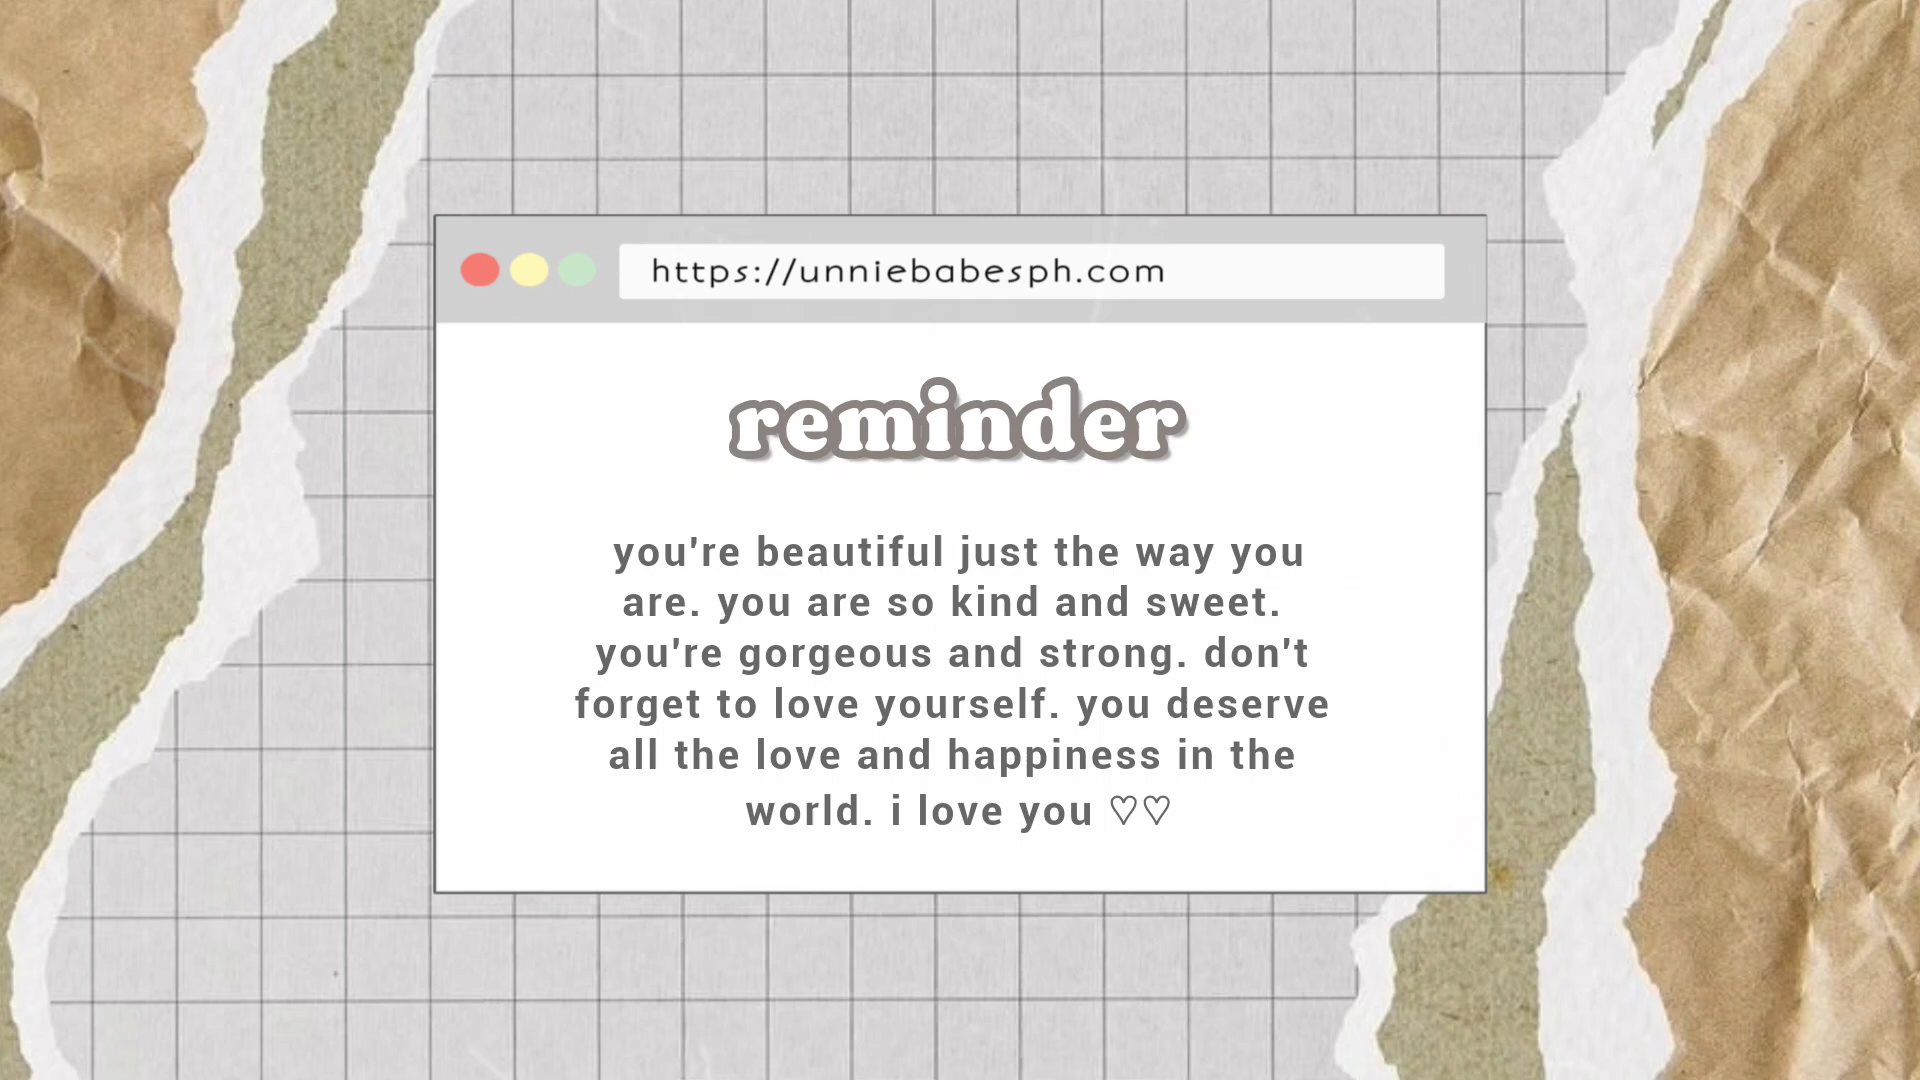 https://unniebabesph.com
reminder
you're beautiful just the way you
are. you are so kind and sweet.
you're gorgeous and strong. don't
forget to love yourself. you deserve
all the love and happiness in the
world. i love you ♡♡